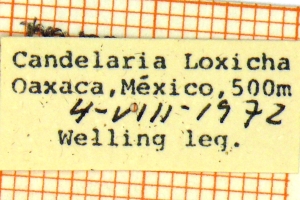 Candelaria Loxicha
Oaxaca,México,500m
4-VIII-1972
Welling leg.